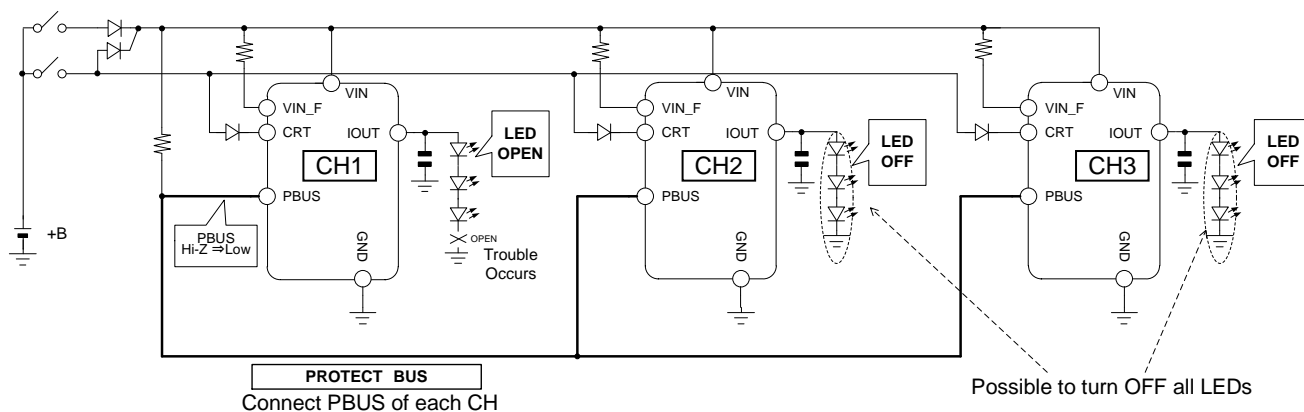 VIN
VIN_F
CRT
IOUT
CH1
PBUS
GND
LED
OPEN
OPEN
Trouble
Occurs
PBUS
Hi-Z ⇒Low
+B
VIN
VIN_F
CRT
IOUT
CH2
PBUS
GND
LED
OFF
VIN
VIN_F
CRT
IOUT
CH3
PBUS
GND
LED
OFF
PROTECT BUS
Connect PBUS of each CH
Possible to turn OFF all LEDs